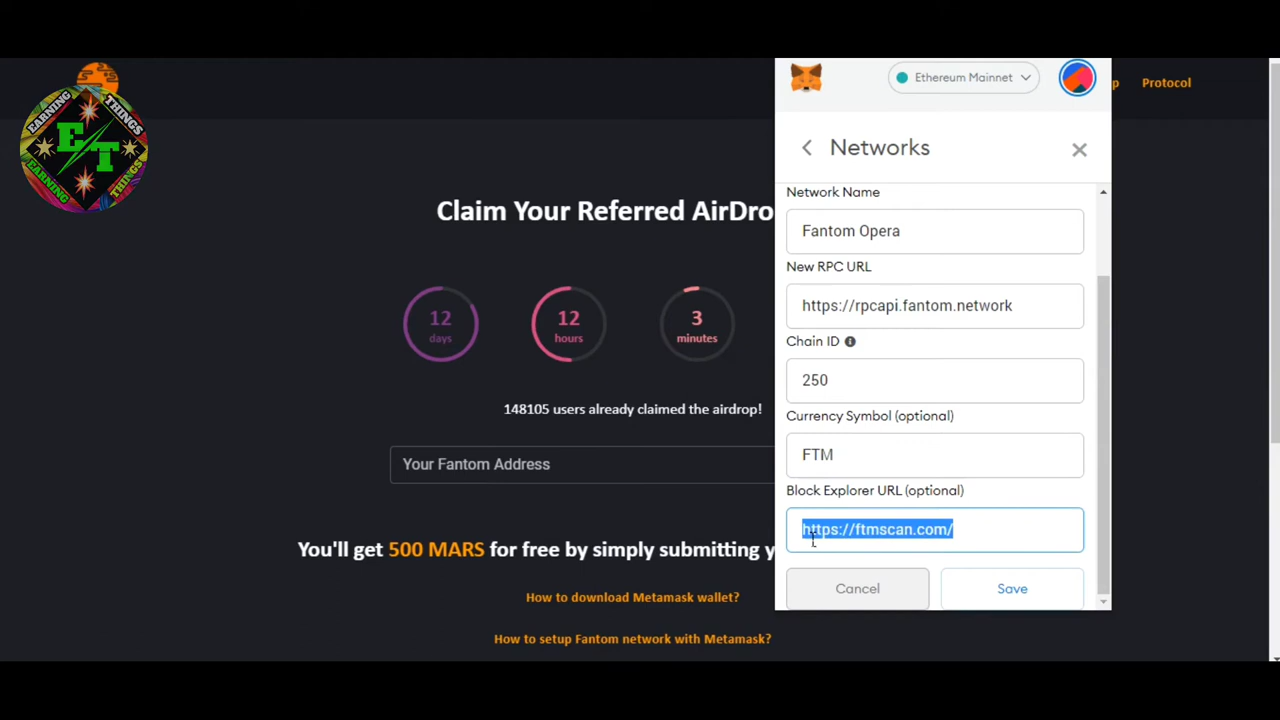 EARNING THINGS
ET
EARNING THINGS
Ethereum Mainnet
p
Protocol
Networks
Network Name
Fantom Opera
New RPC URL
https://rpcapi.fantom.network
Chain ID
250
Currency Symbol (optional)
FTM
Block Explorer URL (optional)
https://ftmscan.com/
Cancel
Save
Claim Your Referred AirDro
12 days
12 hours
3 minutes
148105 users already claimed the airdrop!
Your Fantom Address
You'll get 500 MARS for free by simply submitting y
How to download Metamask wallet?
How to setup Fantom network with Metamask?